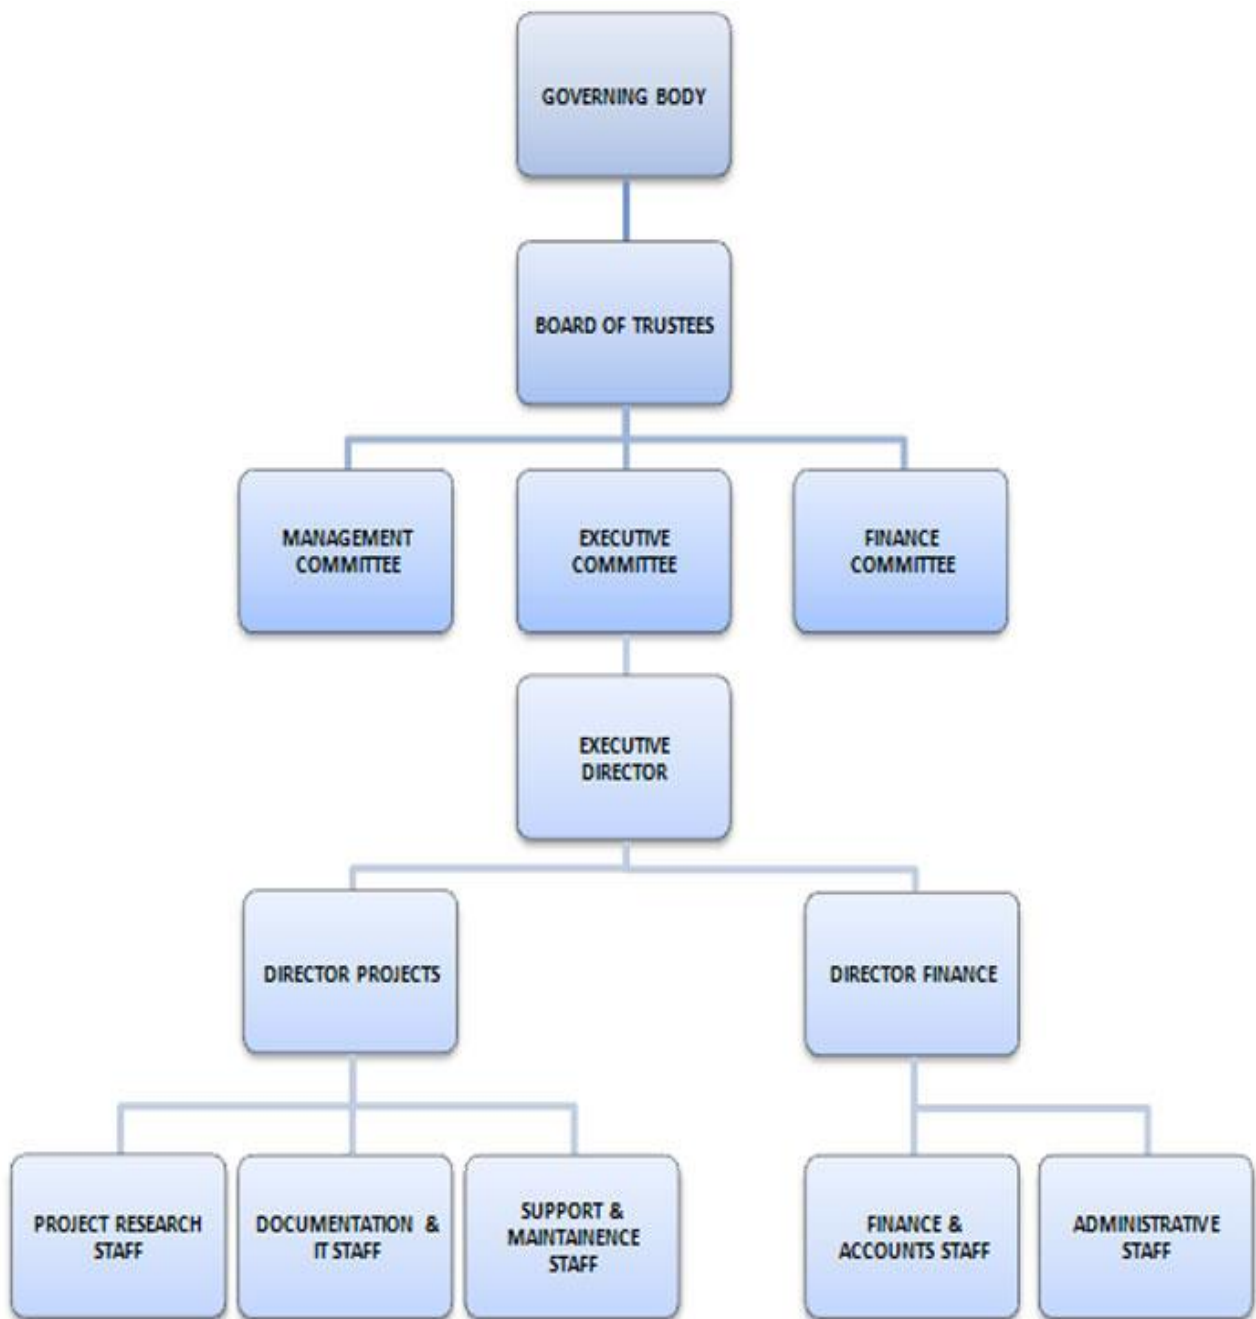 GOVERNING BODY
BOARD OF TRUSTEES
MANAGEMENT
COMMITTEE
EXECUTIVE
COMMITTEE
FINANCE
COMMITTEE
EXECUTIVE
DIRECTOR
DIRECTOR PROJECTS
DIRECTOR FINANCE
PROJECT RESEARCH
STAFF
DOCUMENTATION &
IT STAFF
SUPPORT &
MAINTAINENCE
STAFF
FINANCE &
ACCOUNTS STAFF
ADMINISTRATIVE
STAFF